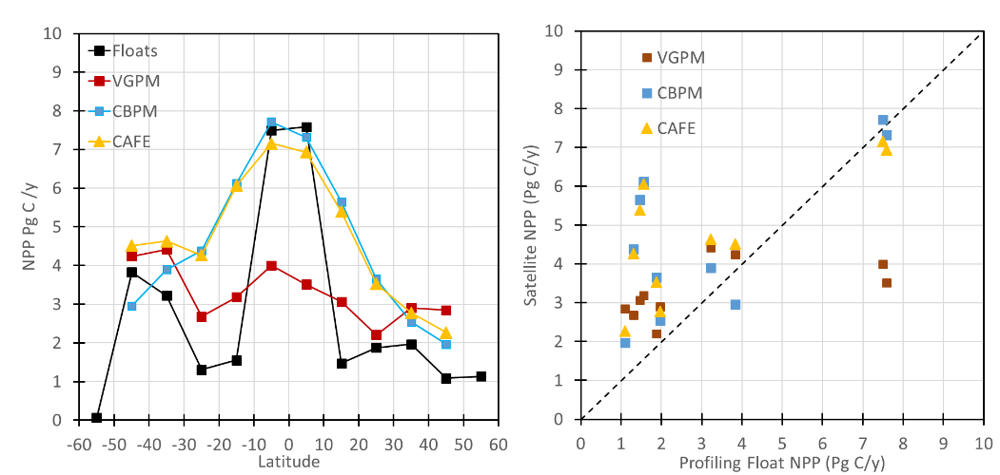 10
9
8
7
6
5
4
3
2
1
0
NPP Pg C /y
Floats
VGPM
CBPM
CAFE
-60 -50 -40 -30 -20 -10 0 10 20 30 40 50 60
Latitude
10
9
8
7
6
5
4
3
2
1
0
Satellite NPP (Pg C/y)
VGPM
CBPM
CAFE
0 1 2 3 4 5 6 7 8 9 10
Profiling Float NPP (Pg C/y)